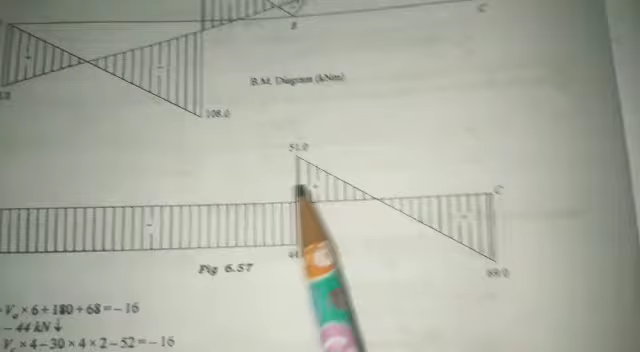 B
C
B.M. Diagram (kNm)
108.0
51.0
C
69.0
Fig 6.57
Vₐ × 6 + 180 + 68 = – 16
– 44 kN ↓
V꜀ × 4 – 30 × 4 × 2 – 52 = – 16